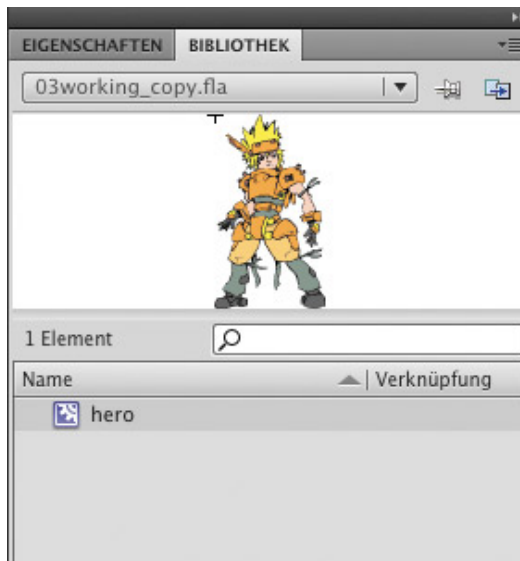 EIGENSCHAFTEN BIBLIOTHEK
03working_copy.fla
1 Element
Name Verknüpfung
hero